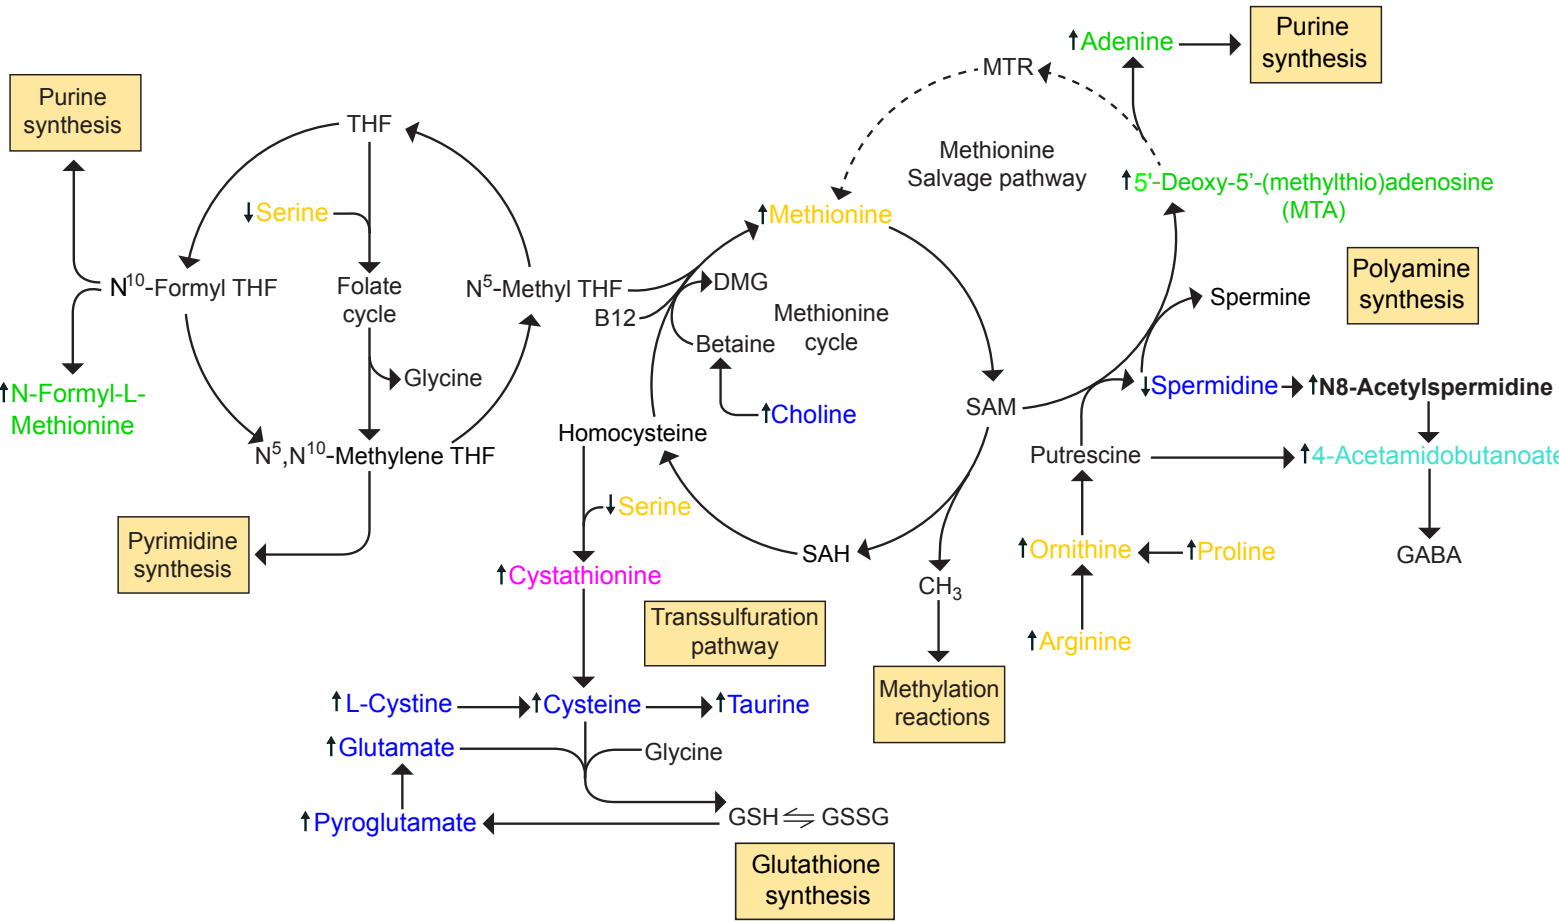 Purine
synthesis
THF
↓Serine
N¹⁰-Formyl THF
Folate
cycle
N⁵-Methyl THF
B12
Glycine
↑N-Formyl-L-
Methionine
N⁵,N¹⁰-Methylene THF
Pyrimidine
synthesis
↑Adenine
Purine
synthesis
MTR
Methionine
Salvage pathway
↑5'-Deoxy-5'-(methylthio)adenosine
(MTA)
↑Methionine
DMG
Methionine
cycle
Betaine
↑Choline
Homocysteine
SAM
SAH
CH₃
Methylation
reactions
Polyamine
synthesis
Spermine
↓Spermidine
↑N8-Acetylspermidine
Putrescine
↑4-Acetamidobutanoate
↑Ornithine
↑Proline
GABA
↑Arginine
↓Serine
↑Cystathionine
Transsulfuration
pathway
↑L-Cystine
↑Cysteine
↑Taurine
↑Glutamate
Glycine
↑Pyroglutamate
GSH ⇌ GSSG
Glutathione
synthesis